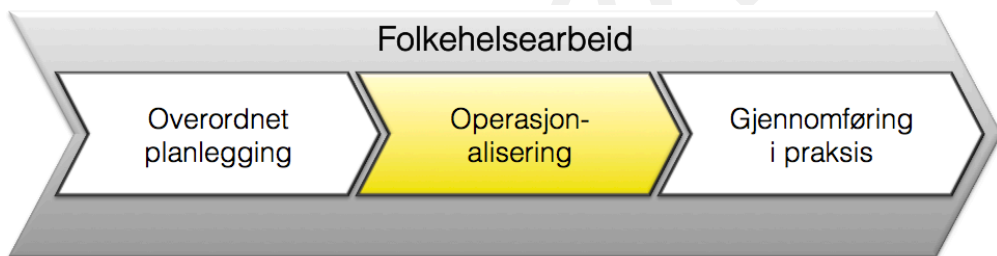 Folkehelsearbeid
Overordnet
planlegging
Operasjon-
alisering
Gjennomføring
i praksis